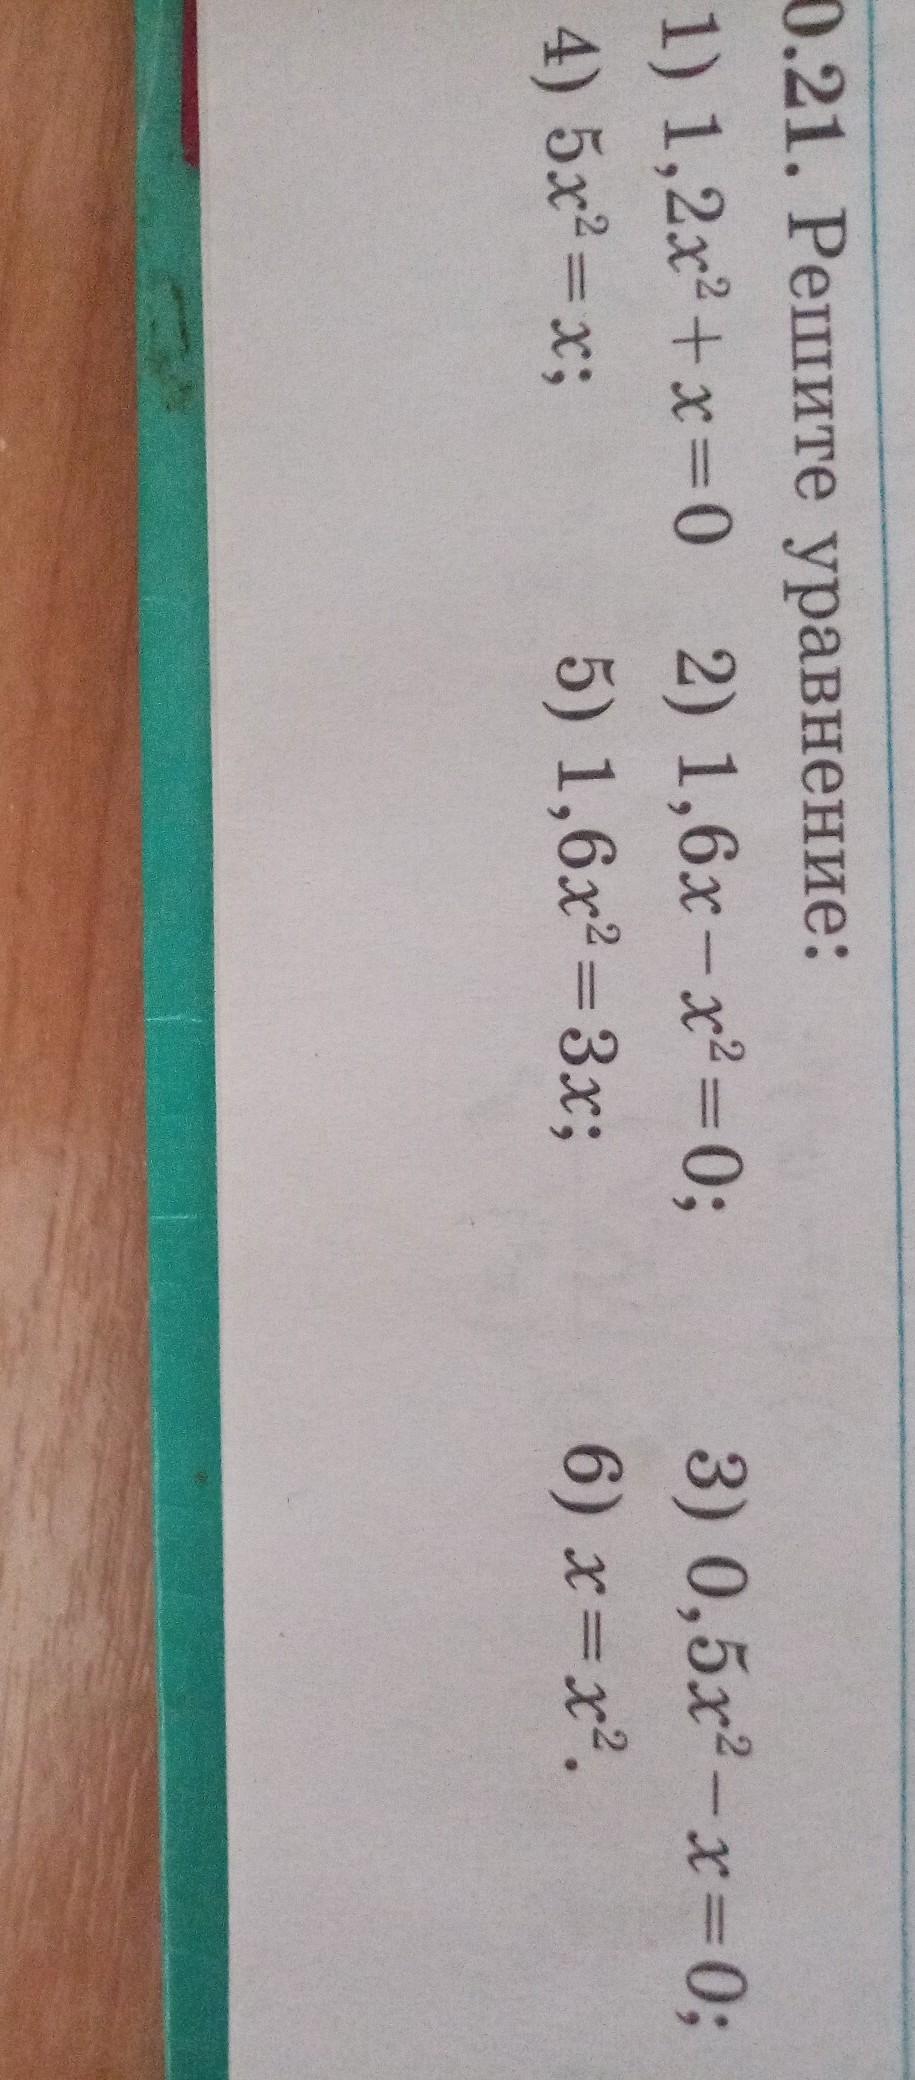 0.21. Решите уравнение:
1) 1,2x²+x=0 2) 1,6x−x²=0; 3) 0,5x²−x=0;
4) 5x²=x; 5) 1,6x²=3x; 6) x=x².